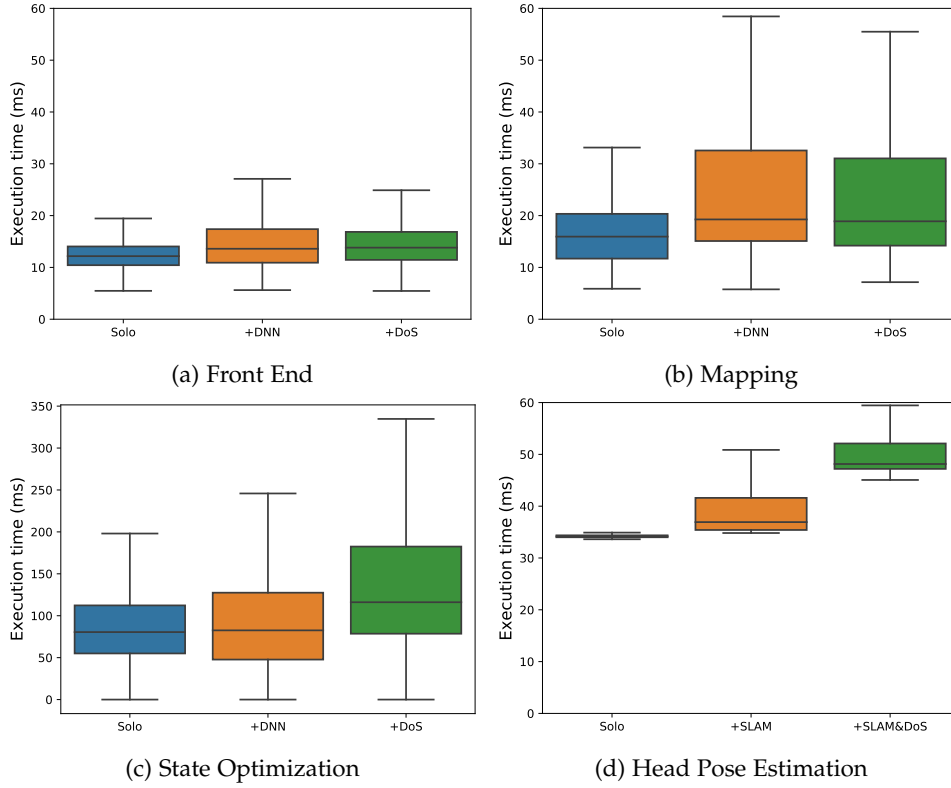 60
50
40
30
20
10
0
Execution time (ms)
Solo
+DNN
+DoS
(a) Front End
60
50
40
30
20
10
0
Execution time (ms)
Solo
+DNN
+DoS
(b) Mapping
350
300
250
200
150
100
50
0
Execution time (ms)
Solo
+DNN
+DoS
(c) State Optimization
60
50
40
30
20
10
0
Execution time (ms)
Solo
+SLAM
+SLAM&DoS
(d) Head Pose Estimation